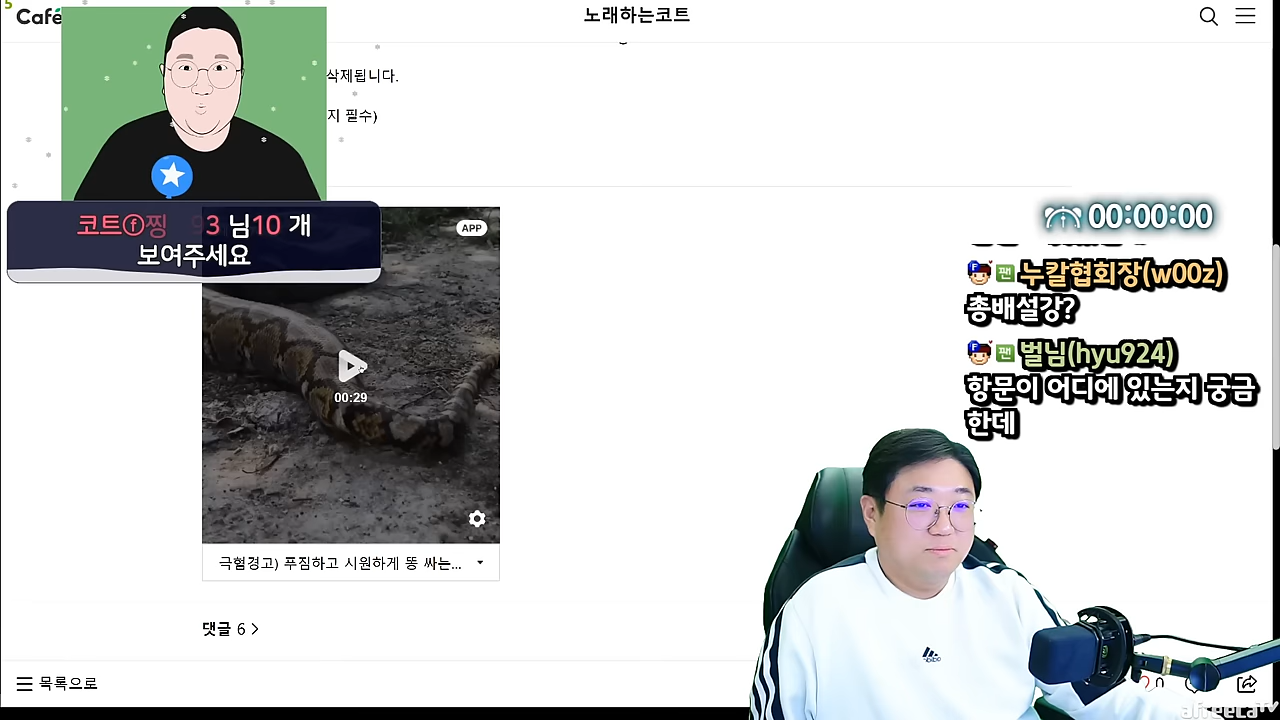 5
Café
노래하는코트
삭제됩니다.
지 필수)
코트ⓕ찡 93 님10 개
보여주세요
APP
00:00:00
누칼협회장(w00z)
총배설강?
벌님(hyu924)
항문이 어디에 있는지 궁금
한데
00:29
극혐경고) 푸짐하고 시원하게 똥 싸는...
댓글 6
목록으로
afreecaTV